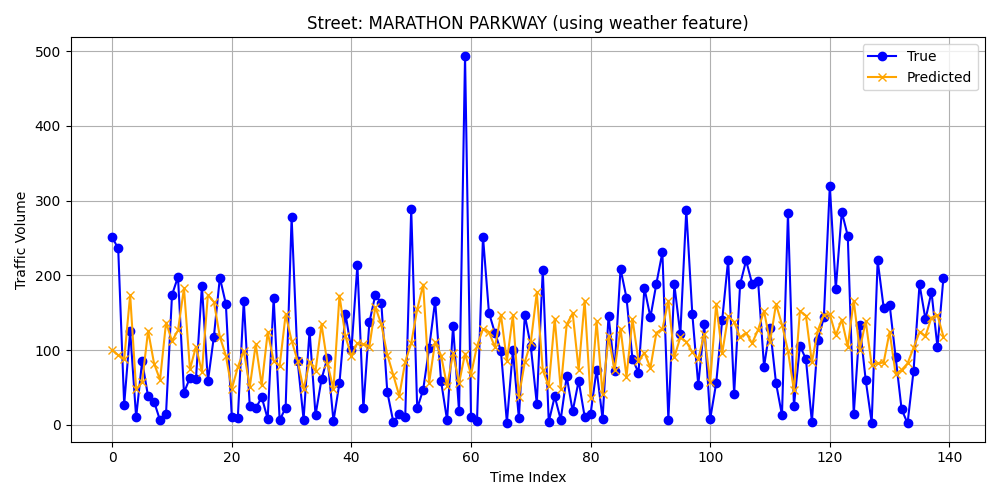 Street: MARATHON PARKWAY (using weather feature)
True
Predicted
Traffic Volume
500
400
300
200
100
0
0 20 40 60 80 100 120 140
Time Index